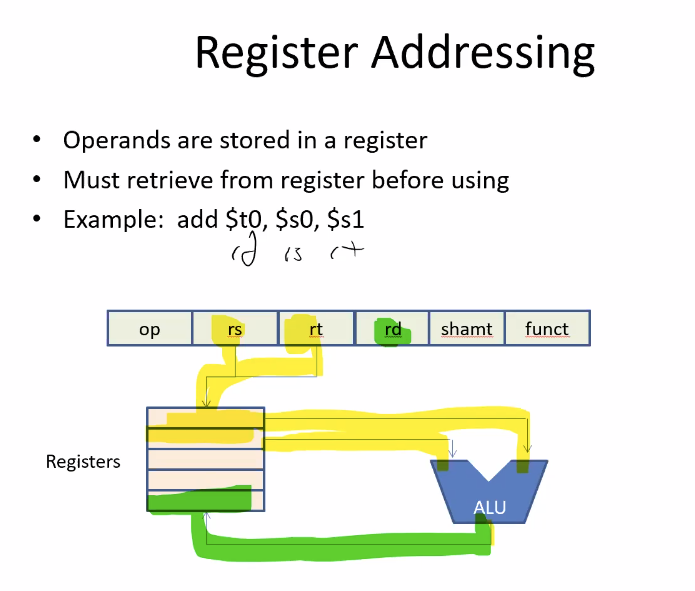 Register Addressing
• Operands are stored in a register
• Must retrieve from register before using
• Example: add $t0, $s0, $s1
rd rs rt
op rs rt rd shamt funct
Registers
ALU